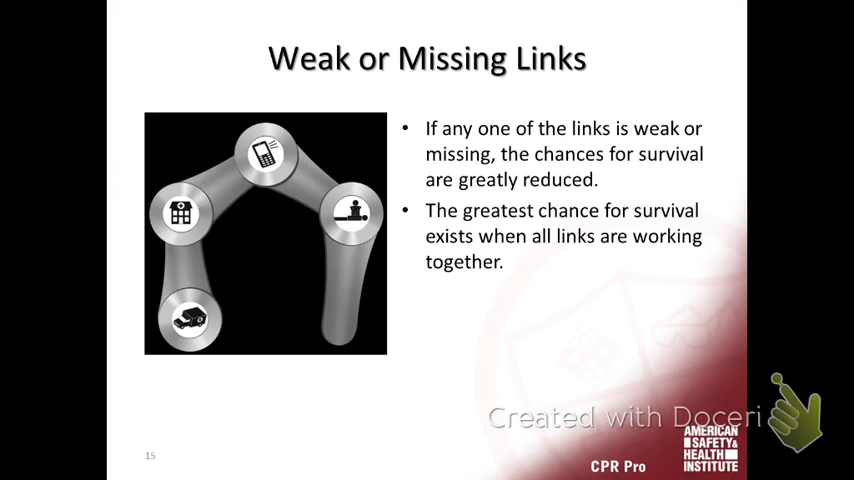 Weak or Missing Links
• If any one of the links is weak or
missing, the chances for survival
are greatly reduced.
• The greatest chance for survival
exists when all links are working
together.
Created with Doceri
15
CPR Pro
AMERICAN
SAFETY&
HEALTH
INSTITUTE